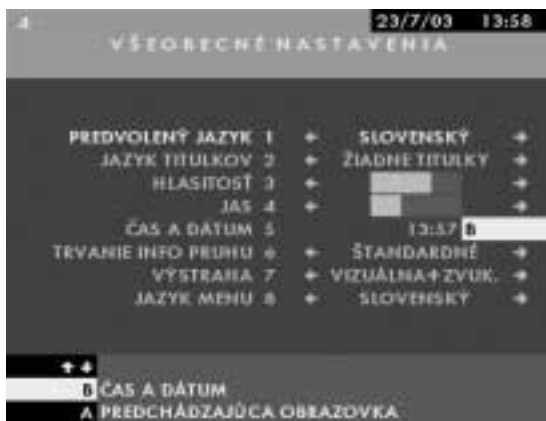 4 23/7/03 13:58
VŠEOBECNÉ NASTAVENIA
PREDVOLENÝ JAZYK 1 SLOVENSKÝ
JAZYK TITULKOV 2 ŽIADNE TITULKY
HLASITOSŤ 3
JAS 4
ČAS A DÁTUM 5 13:57 B
TRVANIE INFO PRUHU 6 ŠTANDARDNÉ
VÝSTRAHA 7 VIZUÁLNA+ZVUK.
JAZYK MENU 8 SLOVENSKÝ
B ČAS A DÁTUM
A PREDCHÁDZAJÚCA OBRAZOVKA